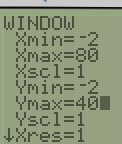 WINDOW
Xmin=-2
Xmax=80
Xscl=1
Ymin=-2
Ymax=40
Yscl=1
↓Xres=1